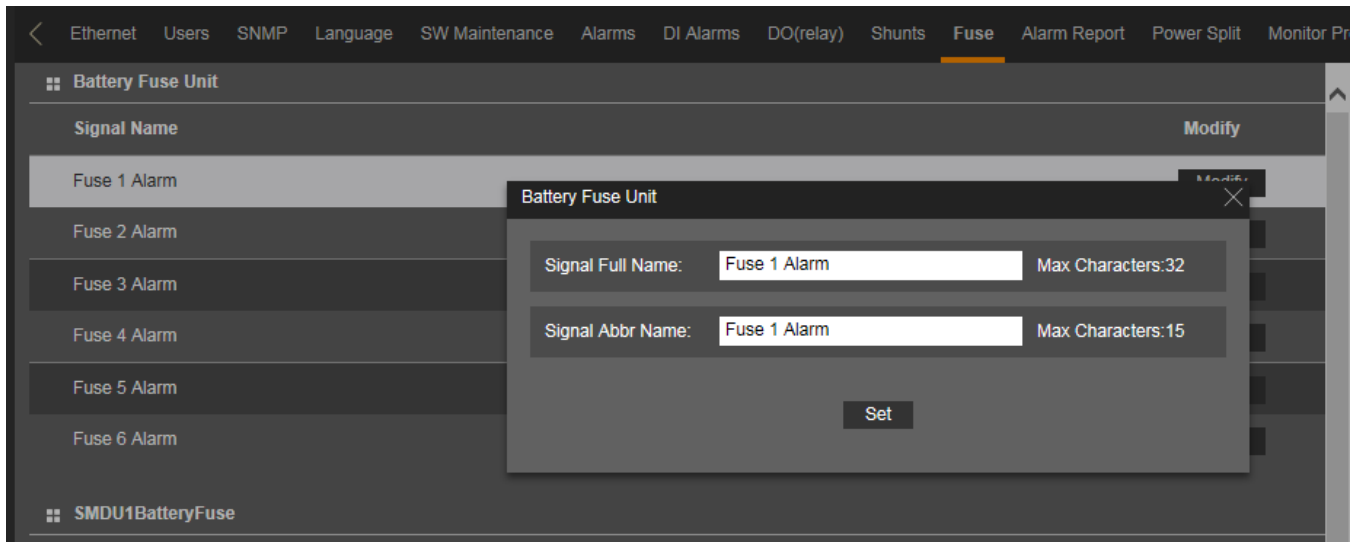 Ethernet Users SNMP Language SW Maintenance Alarms DI Alarms DO(relay) Shunts Fuse Alarm Report Power Split Monitor Pr
Battery Fuse Unit
Signal Name Modify
Fuse 1 Alarm Modify
Battery Fuse Unit
Fuse 2 Alarm
Signal Full Name: Fuse 1 Alarm Max Characters:32
Fuse 3 Alarm
Signal Abbr Name: Fuse 1 Alarm Max Characters:15
Fuse 4 Alarm
Fuse 5 Alarm
Set
Fuse 6 Alarm
SMDU1BatteryFuse